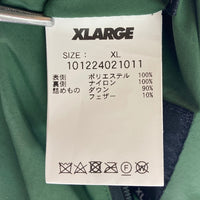 XLARGE
SIZE: XL
101224021011
表側 ポリエステル 100%
裏側 ナイロン 100%
詰めもの ダウン 90%
フェザー 10%